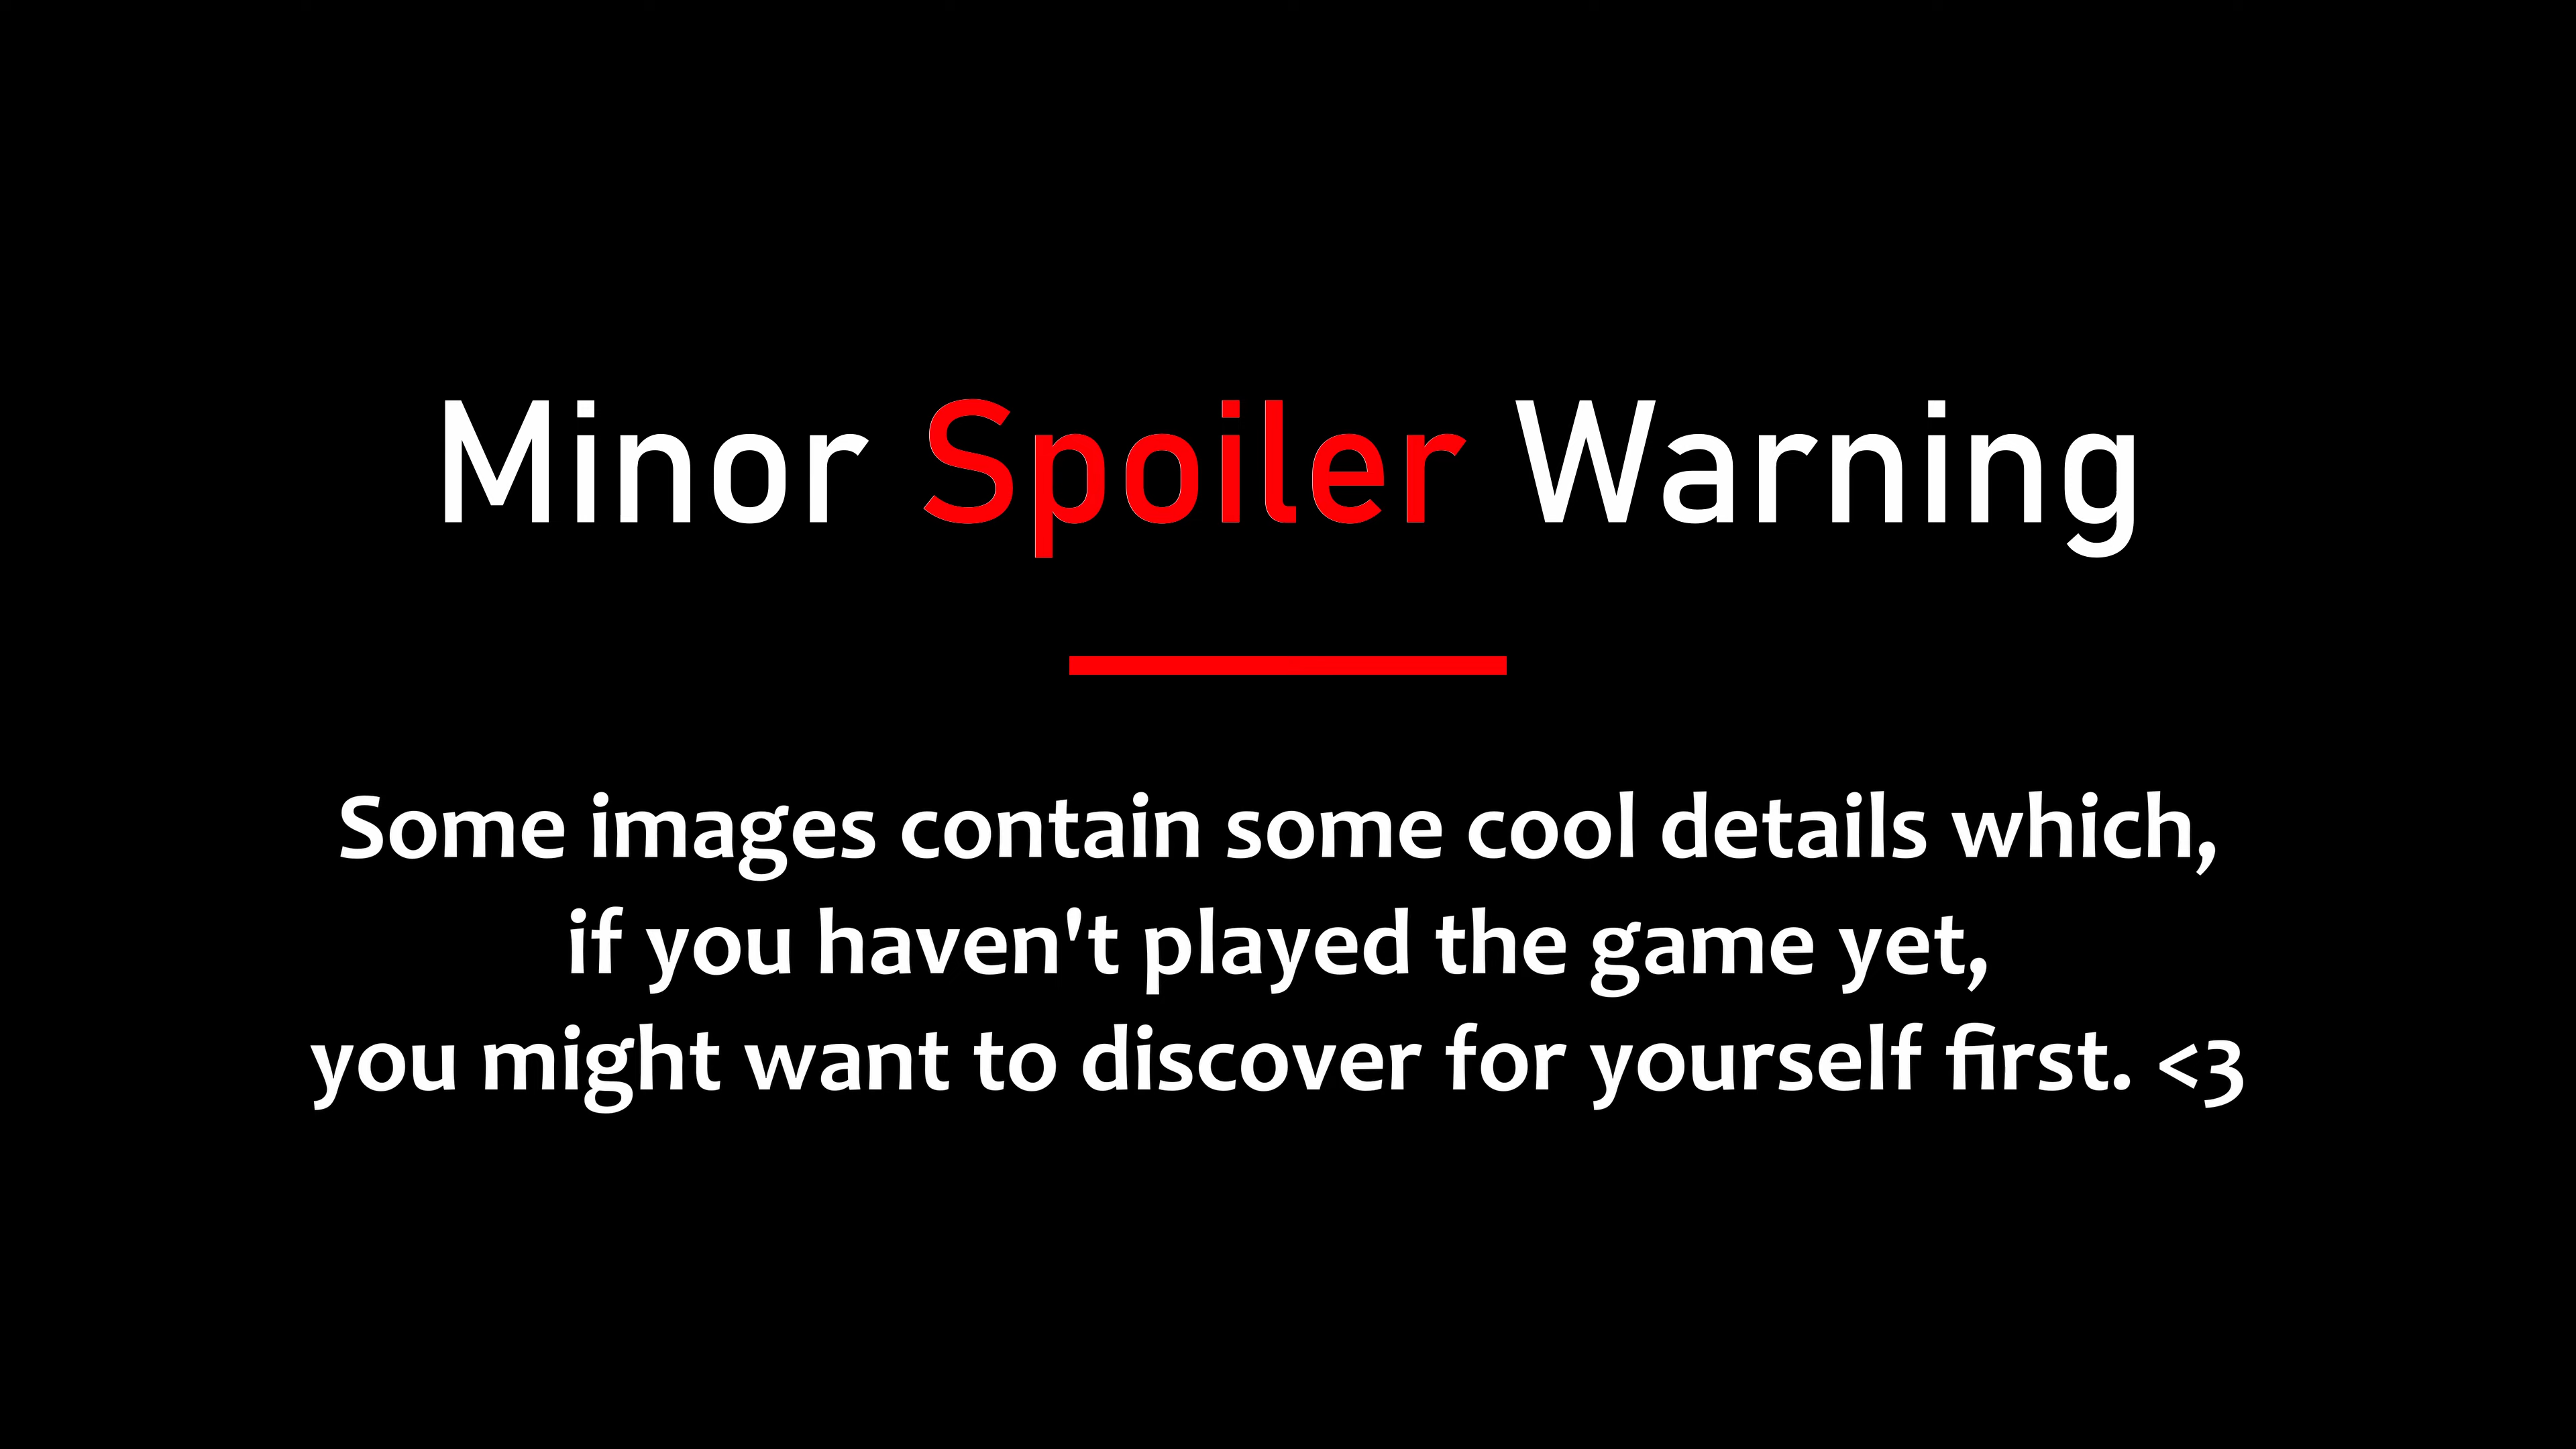 Minor Spoiler Warning
Some images contain some cool details which,
if you haven't played the game yet,
you might want to discover for yourself first. <3